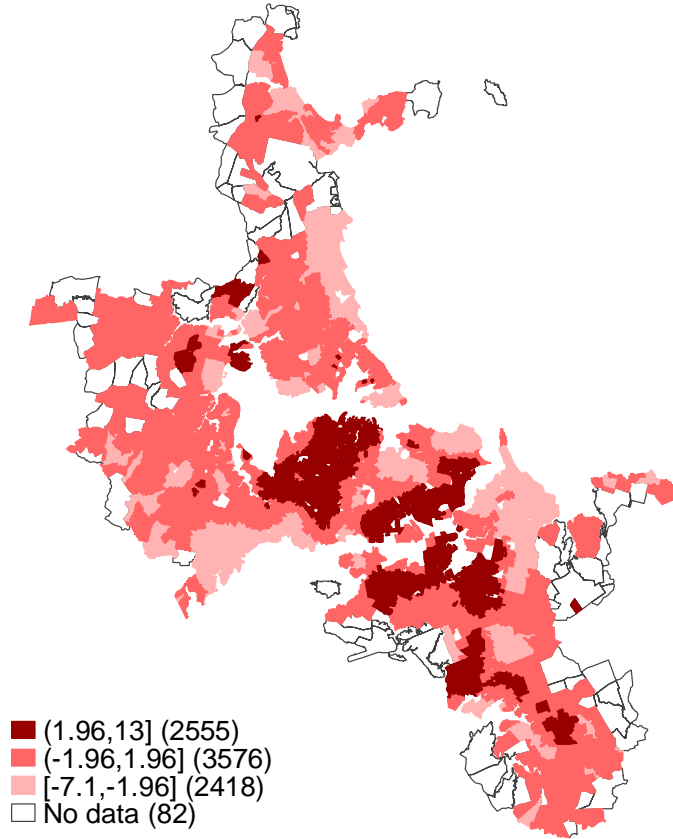 (1.96,13] (2555)
(-1.96,1.96] (3576)
[-7.1,-1.96] (2418)
No data (82)